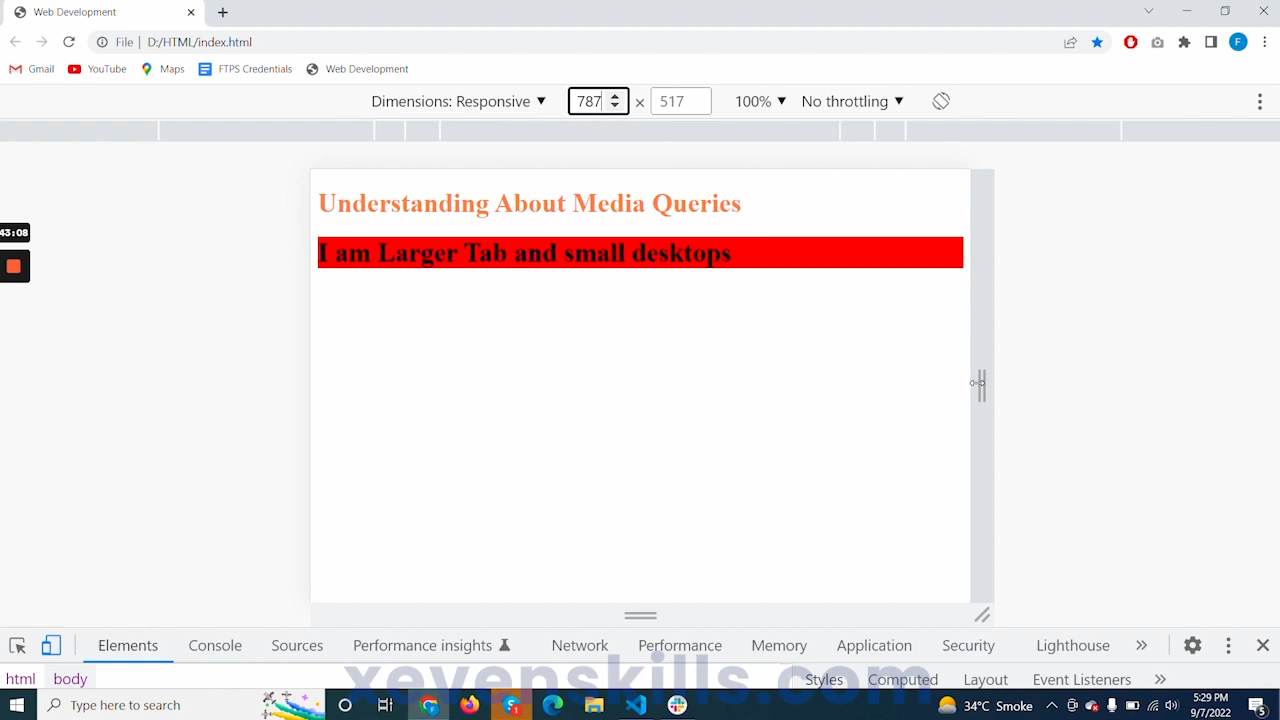 Web Development
File D:/HTML/index.html
F
Gmail YouTube Maps FTPS Credentials Web Development
Dimensions: Responsive 787 × 517 100% No throttling
Understanding About Media Queries
43:08
I am Larger Tab and small desktops
Elements Console Sources Performance insights Network Performance Memory Application Security Lighthouse
html body Styles Computed Layout Event Listeners
xevenskills.com
Type here to search
34°C Smoke
5:29 PM
9/7/2022
5